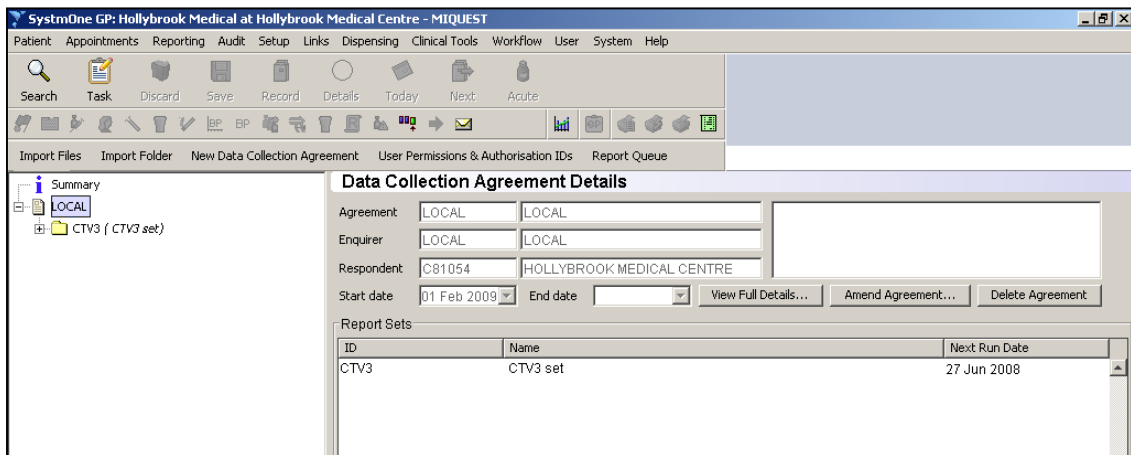 SystmOne GP: Hollybrook Medical at Hollybrook Medical Centre - MIQUEST
Patient Appointments Reporting Audit Setup Links Dispensing Clinical Tools Workflow User System Help
Search Task Discard Save Record Details Today Next Acute
BP BP GP
Import Files Import Folder New Data Collection Agreement User Permissions & Authorisation IDs Report Queue
Summary
LOCAL
CTV3 ( CTV3 set)
Data Collection Agreement Details
Agreement LOCAL LOCAL
Enquirer LOCAL LOCAL
Respondent C81054 HOLLYBROOK MEDICAL CENTRE
Start date 01 Feb 2009 End date View Full Details... Amend Agreement... Delete Agreement
Report Sets
ID Name Next Run Date
CTV3 CTV3 set 27 Jun 2008